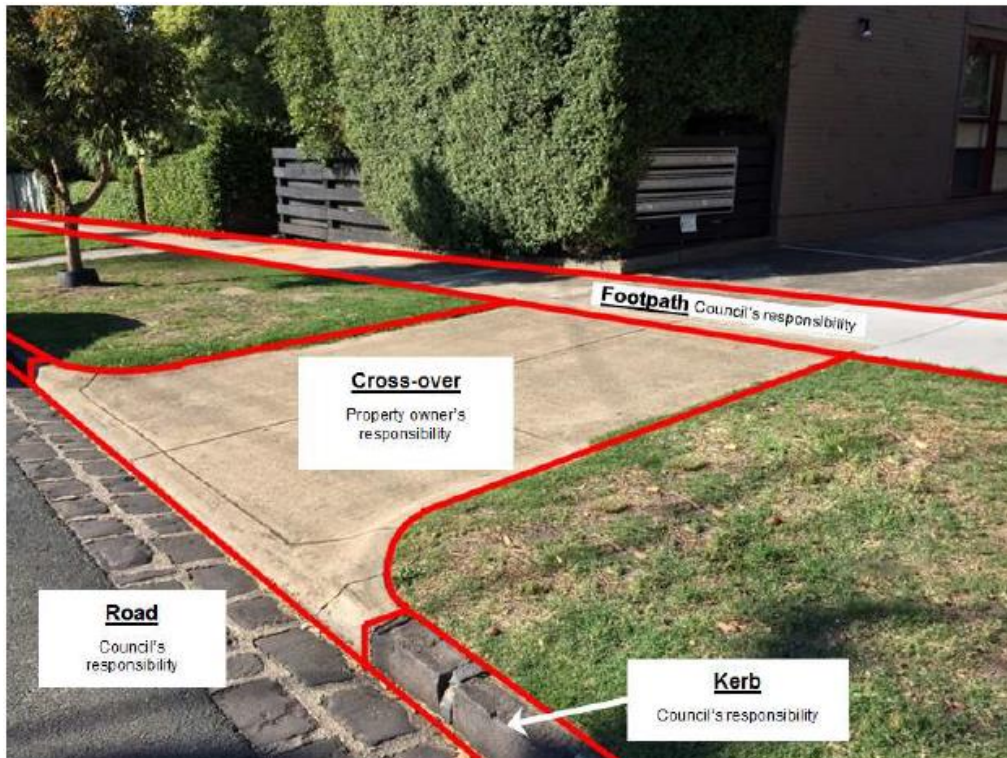 Footpath Council's responsibility
Cross-over
Property owner's
responsibility
Road
Council's
responsibility
Kerb
Council's responsibility